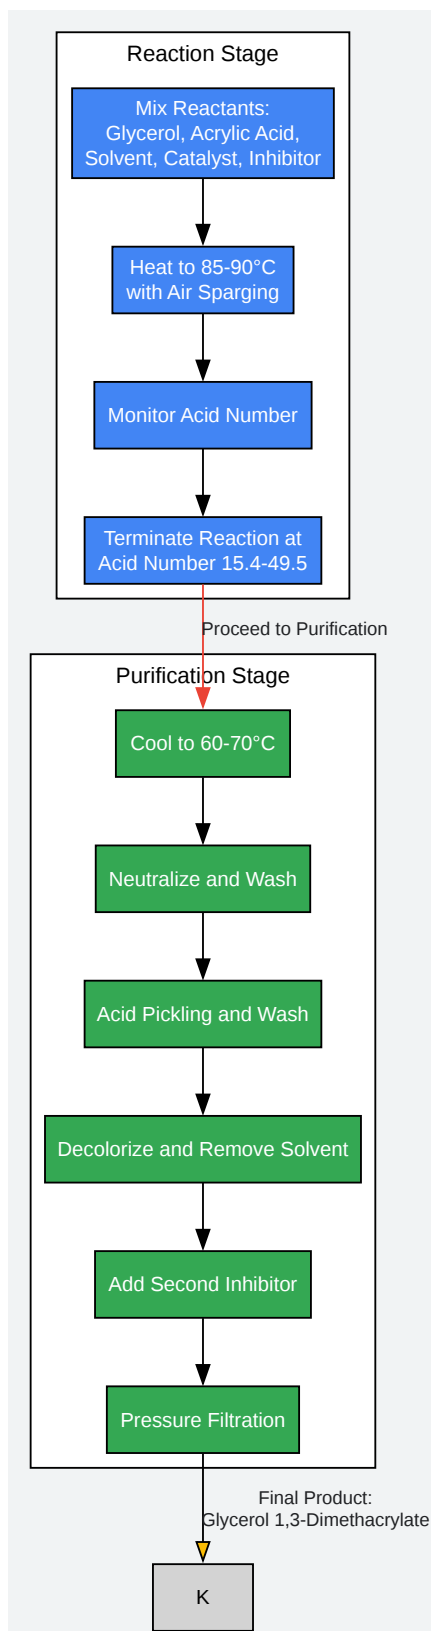 Reaction Stage
Mix Reactants:
Glycerol, Acrylic Acid,
Solvent, Catalyst, Inhibitor
Heat to 85-90°C
with Air Sparging
Monitor Acid Number
Terminate Reaction at
Acid Number 15.4-49.5
Proceed to Purification
Purification Stage
Cool to 60-70°C
Neutralize and Wash
Acid Pickling and Wash
Decolorize and Remove Solvent
Add Second Inhibitor
Pressure Filtration
Final Product:
Glycerol 1,3-Dimethacrylate
K